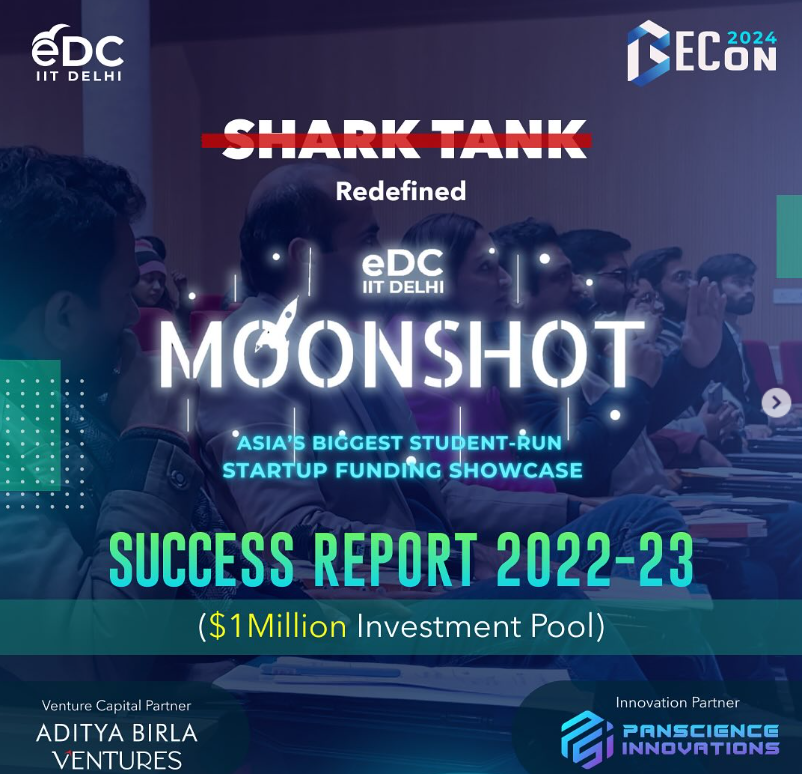 eDC
IIT DELHI
BECON
2024
SHARK TANK
Redefined
eDC
IIT DELHI
MOONSHOT
ASIA'S BIGGEST STUDENT-RUN
STARTUP FUNDING SHOWCASE
SUCCESS REPORT 2022-23
($1Million Investment Pool)
Venture Capital Partner
ADITYA BIRLA
VENTURES
Innovation Partner
PANSCIENCE
INNOVATIONS